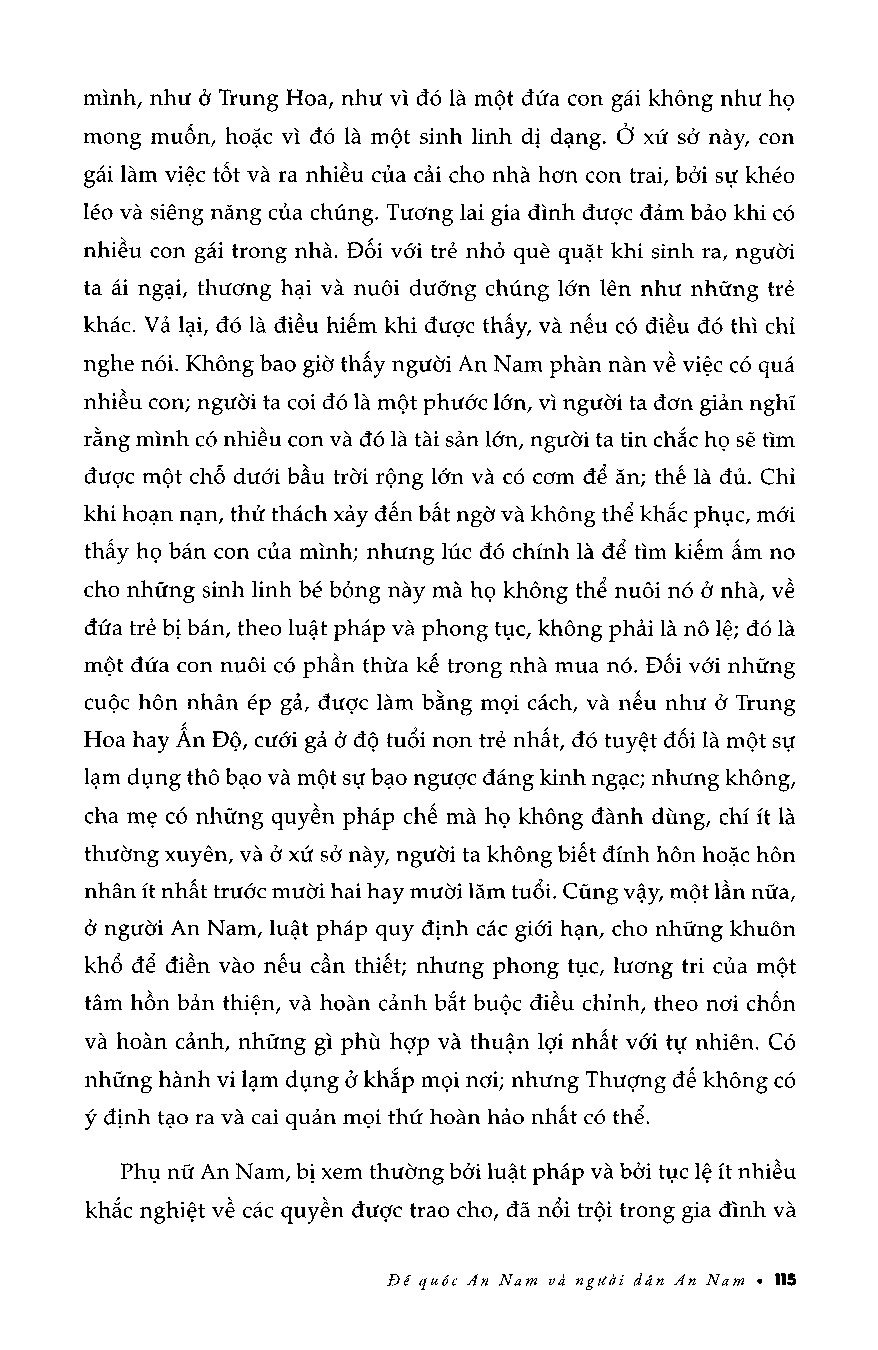 mình, như ở Trung Hoa, như vì đó là một đứa con gái không như họ
mong muốn, hoặc vì đó là một sinh linh dị dạng. Ở xứ sở này, con
gái làm việc tốt và ra nhiều của cải cho nhà hơn con trai, bởi sự khéo
léo và siêng năng của chúng. Tương lai gia đình được đảm bảo khi có
nhiều con gái trong nhà. Đối với trẻ nhỏ què quặt khi sinh ra, người
ta ái ngại, thương hại và nuôi dưỡng chúng lớn lên như những trẻ
khác. Vả lại, đó là điều hiếm khi được thấy, và nếu có điều đó thì chỉ
nghe nói. Không bao giờ thấy người An Nam phàn nàn về việc có quá
nhiều con; người ta coi đó là một phước lớn, vì người ta đơn giản nghĩ
rằng mình có nhiều con và đó là tài sản lớn, người ta tin chắc họ sẽ tìm
được một chỗ dưới bầu trời rộng lớn và có cơm để ăn; thế là đủ. Chỉ
khi hoạn nạn, thử thách xảy đến bất ngờ và không thể khắc phục, mới
thấy họ bán con của mình; nhưng lúc đó chính là để tìm kiếm ấm no
cho những sinh linh bé bỏng này mà họ không thể nuôi nó ở nhà, về
đứa trẻ bị bán, theo luật pháp và phong tục, không phải là nô lệ; đó là
một đứa con nuôi có phần thừa kế trong nhà mua nó. Đối với những
cuộc hôn nhân ép gả, được làm bằng mọi cách, và nếu như ở Trung
Hoa hay Ấn Độ, cưới gả ở độ tuổi non trẻ nhất, đó tuyệt đối là một sự
lạm dụng thô bạo và một sự bạo ngược đáng kinh ngạc; nhưng không,
cha mẹ có những quyền pháp chế mà họ không đành dùng, chí ít là
thường xuyên, và ở xứ sở này, người ta không biết đính hôn hoặc hôn
nhân ít nhất trước mười hai hay mười lăm tuổi. Cũng vậy, một lần nữa,
ở người An Nam, luật pháp quy định các giới hạn, cho những khuôn
khổ để điền vào nếu cần thiết; nhưng phong tục, lương tri của một
tâm hồn bản thiện, và hoàn cảnh bắt buộc điều chỉnh, theo nơi chốn
và hoàn cảnh, những gì phù hợp và thuận lợi nhất với tự nhiên. Có
những hành vi lạm dụng ở khắp mọi nơi; nhưng Thượng đế không có
ý định tạo ra và cai quản mọi thứ hoàn hảo nhất có thể.
Phụ nữ An Nam, bị xem thường bởi luật pháp và bởi tục lệ ít nhiều
khắc nghiệt về các quyền được trao cho, đã nổi trội trong gia đình và
Đế quốc An Nam và người dân An Nam • 115